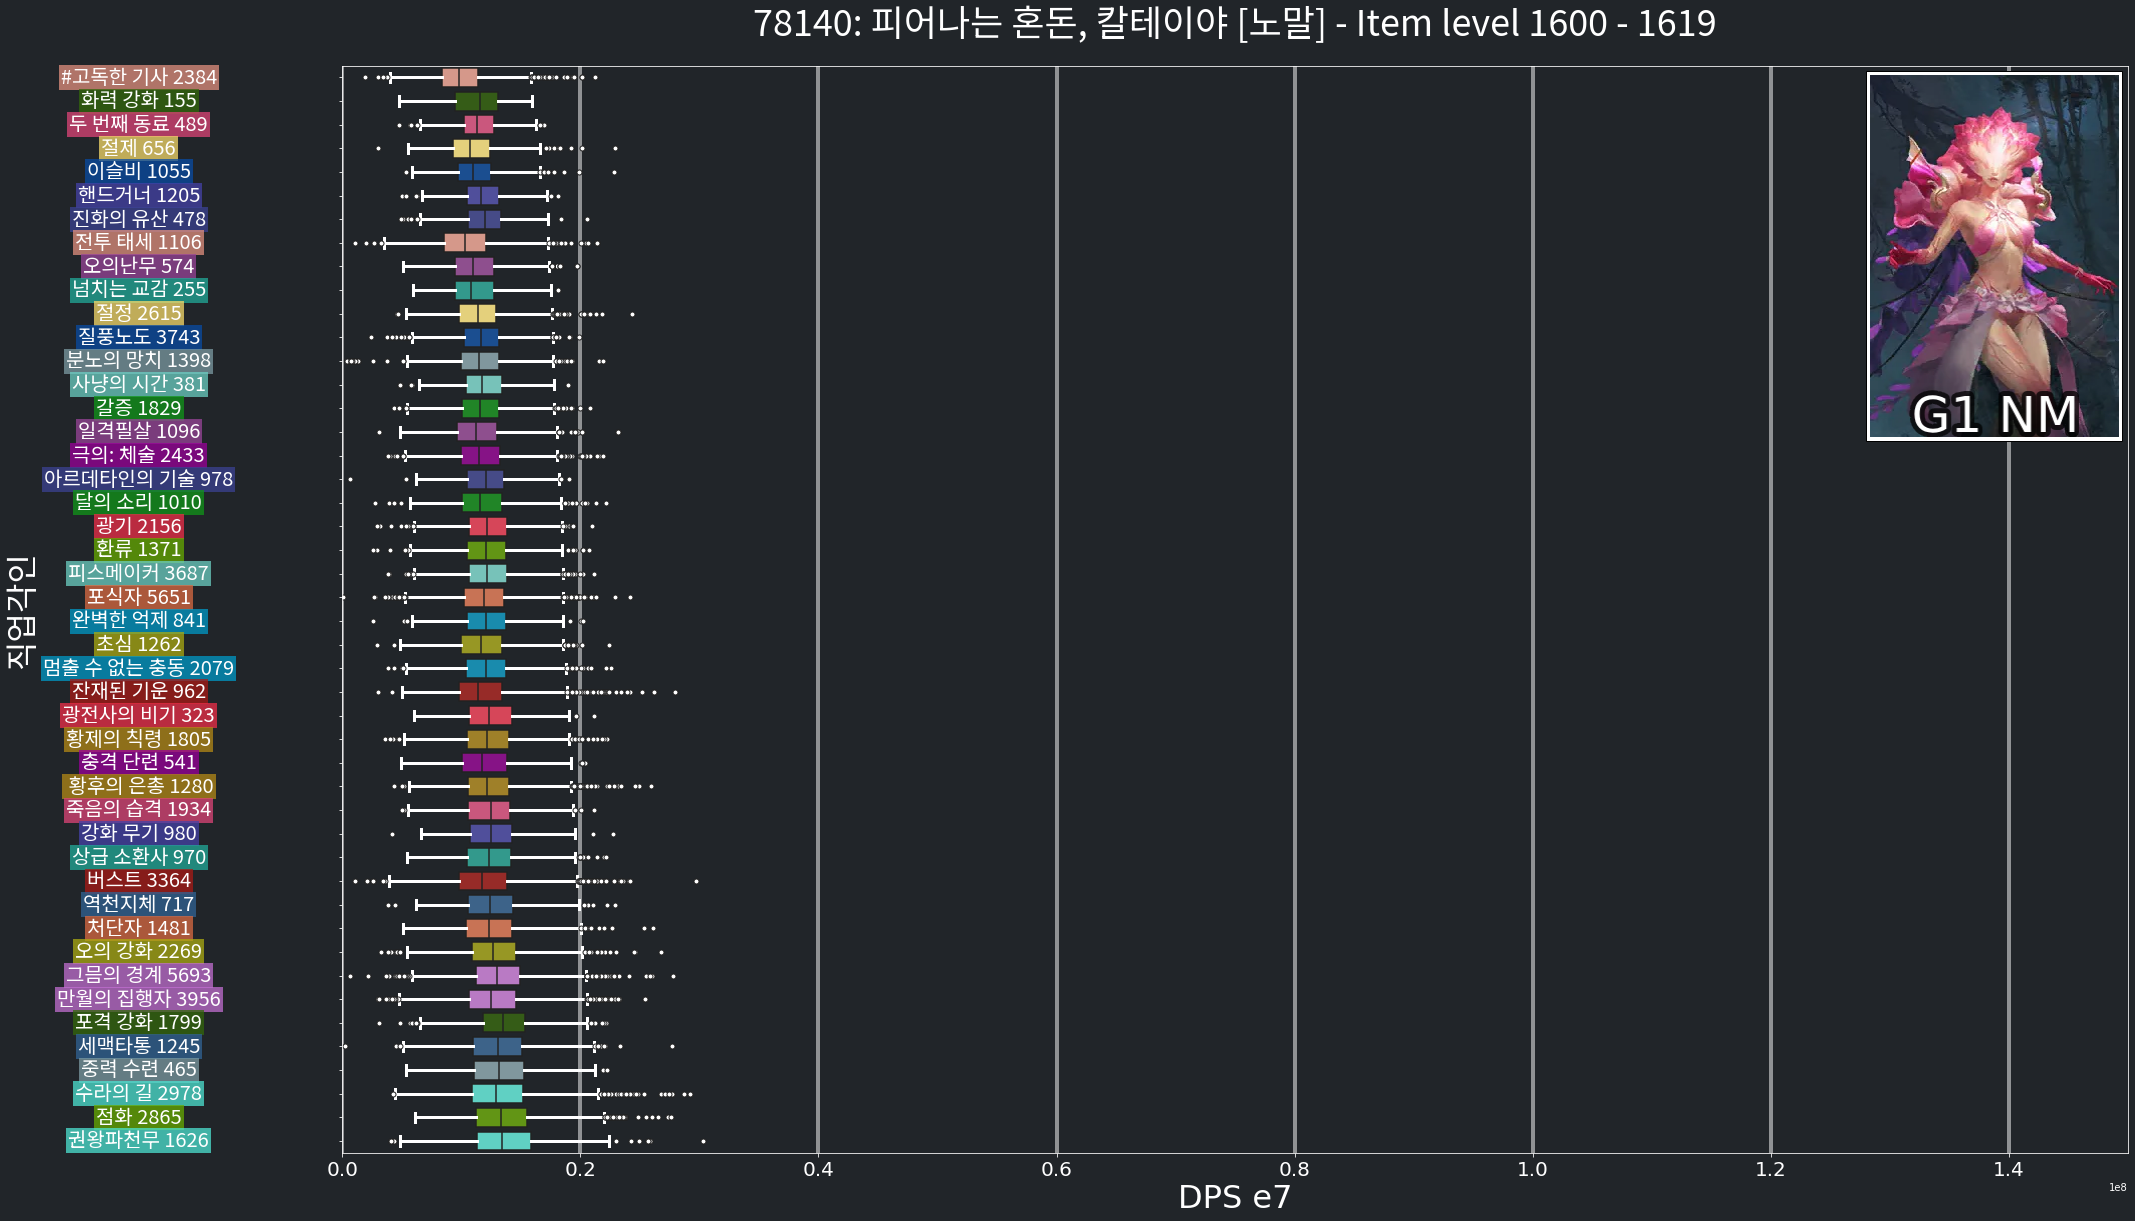 78140: 피어나는 혼돈, 칼테이야 [노말] - Item level 1600 - 1619
#고독한 기사 2384
화력 강화 155
두 번째 동료 489
절제 656
이슬비 1055
핸드거너 1205
진화의 유산 478
전투 태세 1106
오의난무 574
넘치는 교감 255
절정 2615
질풍노도 3743
분노의 망치 1398
사냥의 시간 381
갈증 1829
일격필살 1096
극의: 체술 2433
아르데타인의 기술 978
달의 소리 1010
광기 2156
환류 1371
피스메이커 3687
포식자 5651
완벽한 억제 841
초심 1262
멈출 수 없는 충동 2079
잔재된 기운 962
광전사의 비기 323
황제의 칙령 1805
충격 단련 541
황후의 은총 1280
죽음의 습격 1934
강화 무기 980
상급 소환사 970
버스트 3364
역천지체 717
처단자 1481
오의 강화 2269
그믐의 경계 5693
만월의 집행자 3956
포격 강화 1799
세맥타통 1245
중력 수련 465
수라의 길 2978
점화 2865
권왕파천무 1626
직업각인
G1 NM
0.0 0.2 0.4 0.6 0.8 1.0 1.2 1.4
1e8
DPS e7